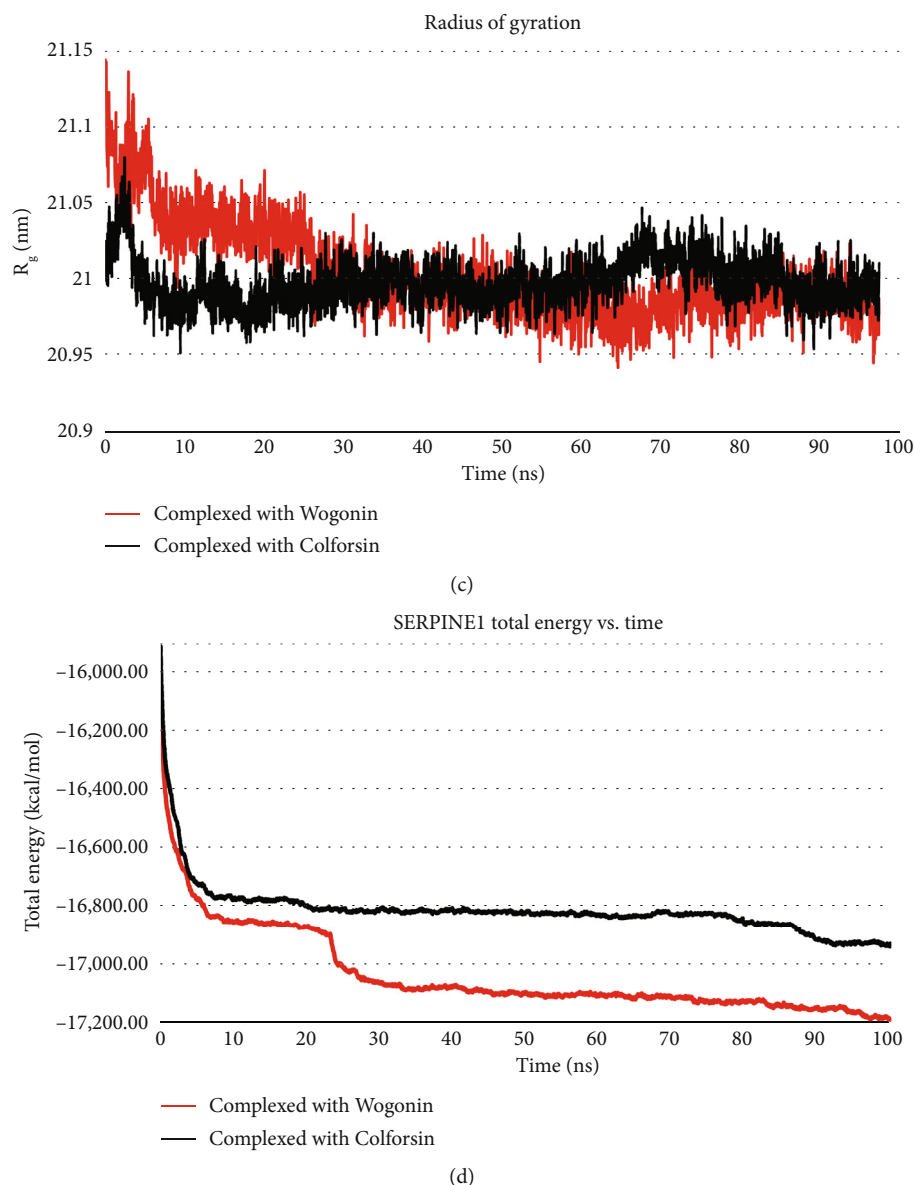 Radius of gyration
21.15
21.1
21.05
21
20.95
20.9
R_g (nm)
0 10 20 30 40 50 60 70 80 90 100
Time (ns)
Complexed with Wogonin
Complexed with Colforsin
(c)
SERPINE1 total energy vs. time
–16,000.00
–16,200.00
–16,400.00
–16,600.00
–16,800.00
–17,000.00
–17,200.00
Total energy (kcal/mol)
0 10 20 30 40 50 60 70 80 90 100
Time (ns)
Complexed with Wogonin
Complexed with Colforsin
(d)